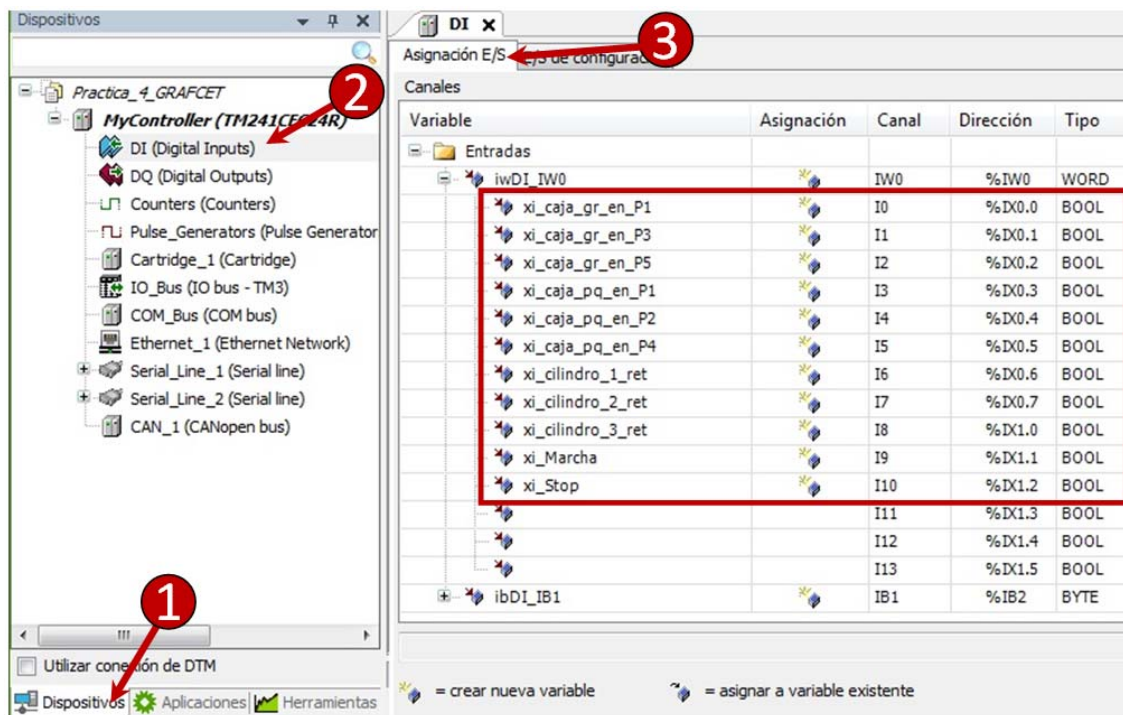 Dispositivos
Practica_4_GRAFCET
MyController (TM241CEC24R)
DI (Digital Inputs)
DQ (Digital Outputs)
Counters (Counters)
Pulse_Generators (Pulse Generator
Cartridge_1 (Cartridge)
IO_Bus (IO bus - TM3)
COM_Bus (COM bus)
Ethernet_1 (Ethernet Network)
Serial_Line_1 (Serial line)
Serial_Line_2 (Serial line)
CAN_1 (CANopen bus)
Utilizar conexión de DTM
Dispositivos Aplicaciones Herramientas
1
2
3
DI
Asignación E/S E/S de configurac
Canales
Variable Asignación Canal Dirección Tipo
Entradas
iwDI_IW0 IW0 %IW0 WORD
xi_caja_gr_en_P1 I0 %IX0.0 BOOL
xi_caja_gr_en_P3 I1 %IX0.1 BOOL
xi_caja_gr_en_P5 I2 %IX0.2 BOOL
xi_caja_pq_en_P1 I3 %IX0.3 BOOL
xi_caja_pq_en_P2 I4 %IX0.4 BOOL
xi_caja_pq_en_P4 I5 %IX0.5 BOOL
xi_cilindro_1_ret I6 %IX0.6 BOOL
xi_cilindro_2_ret I7 %IX0.7 BOOL
xi_cilindro_3_ret I8 %IX1.0 BOOL
xi_Marcha I9 %IX1.1 BOOL
xi_Stop I10 %IX1.2 BOOL
I11 %IX1.3 BOOL
I12 %IX1.4 BOOL
I13 %IX1.5 BOOL
ibDI_IB1 IB1 %IB2 BYTE
= crear nueva variable = asignar a variable existente